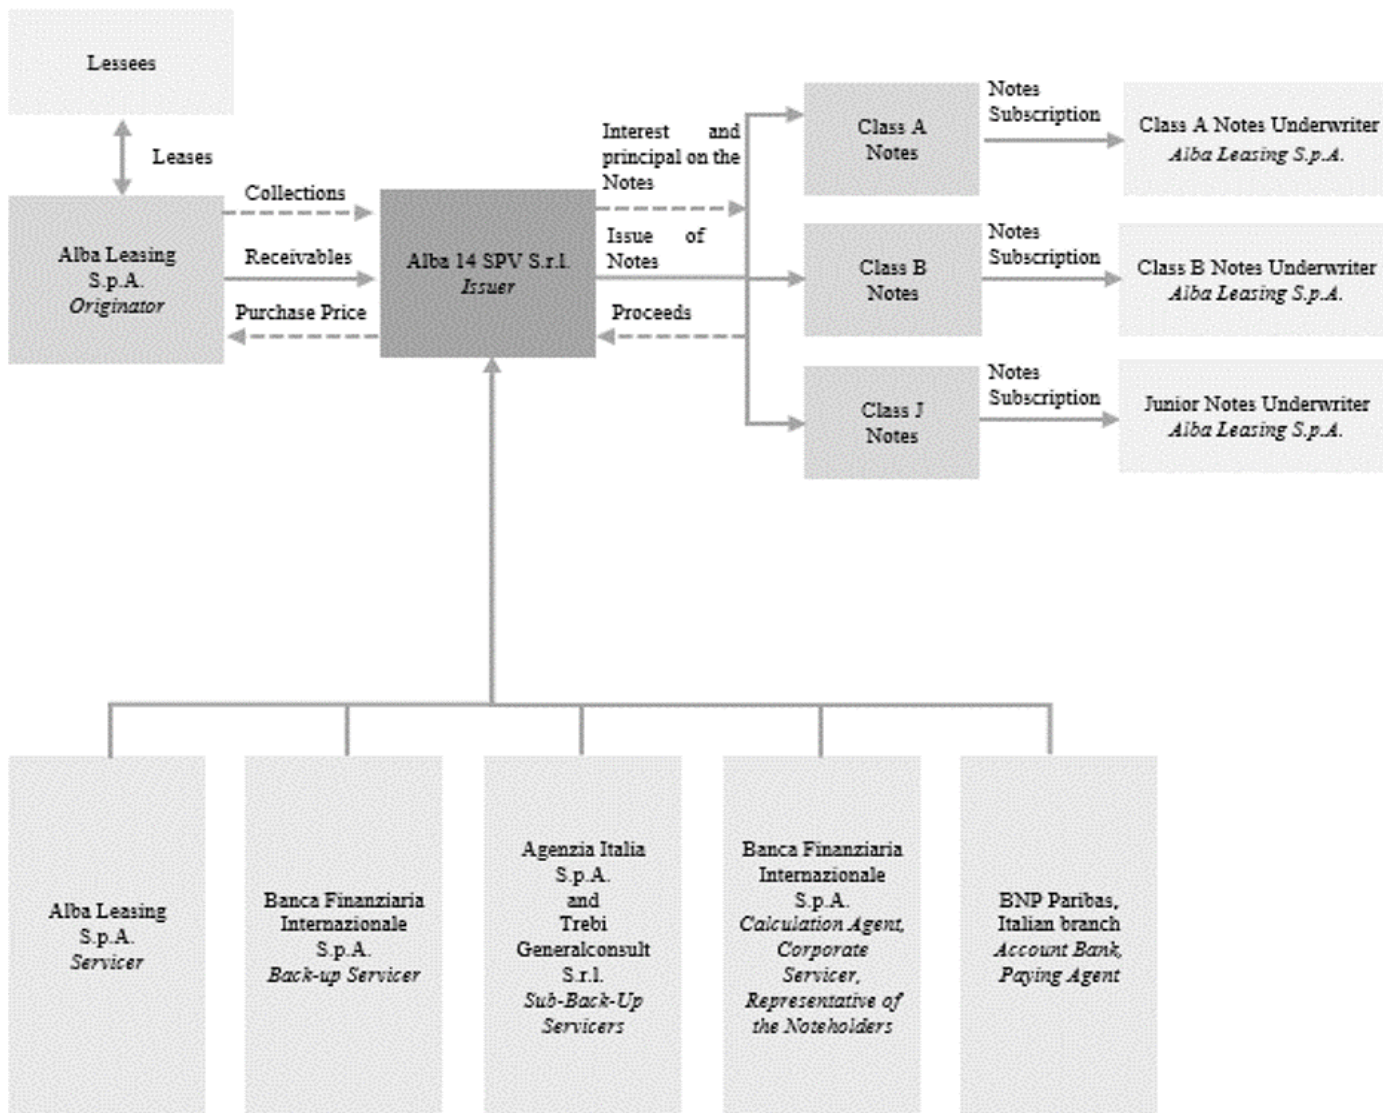 Lessees
Leases
Alba Leasing
S.p.A.
Originator
Collections
Receivables
Purchase Price
Alba 14 SPV S.r.l.
Issuer
Interest and
principal on the
Notes
Issue of
Notes
Proceeds
Class A
Notes
Notes
Subscription
Class A Notes Underwriter
Alba Leasing S.p.A.
Class B
Notes
Notes
Subscription
Class B Notes Underwriter
Alba Leasing S.p.A.
Class J
Notes
Notes
Subscription
Junior Notes Underwriter
Alba Leasing S.p.A.
Alba Leasing
S.p.A.
Servicer
Banca Finanziaria
Internazionale
S.p.A.
Back-up Servicer
Agenzia Italia
S.p.A.
and
Trebi
Generalconsult
S.r.l.
Sub-Back-Up
Servicers
Banca Finanziaria
Internazionale
S.p.A.
Calculation Agent,
Corporate
Servicer,
Representative of
the Noteholders
BNP Paribas,
Italian branch
Account Bank,
Paying Agent